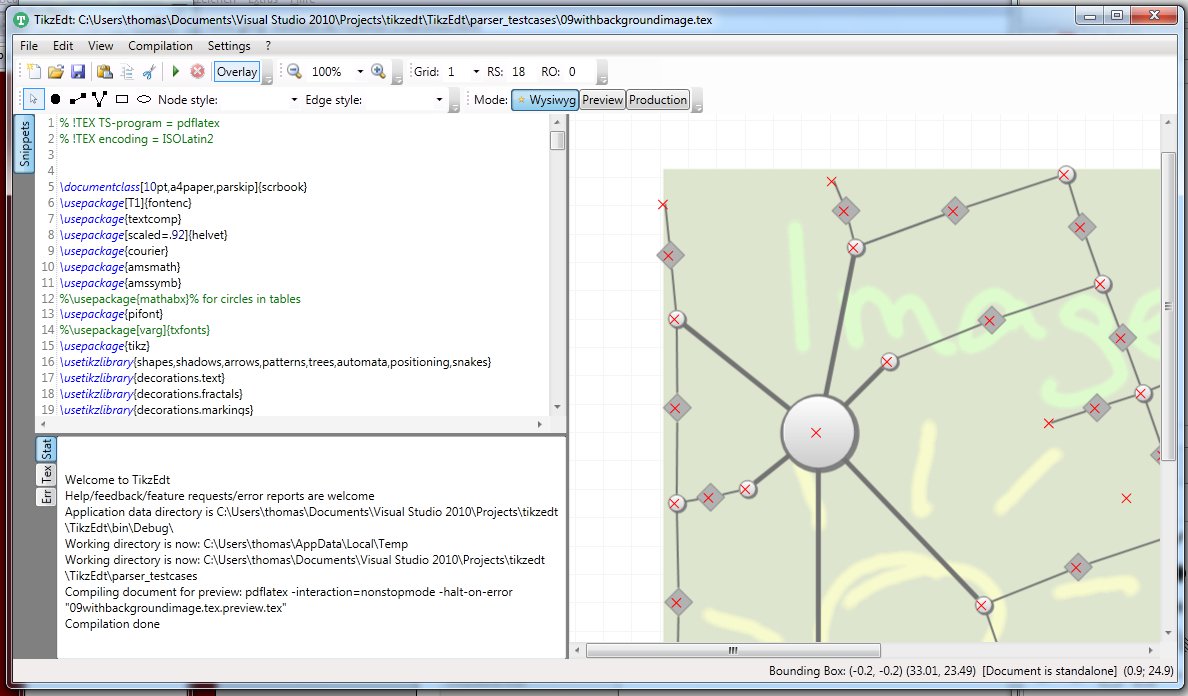 TikzEdt: C:\Users\thomas\Documents\Visual Studio 2010\Projects\tikzedt\TikzEdt\parser_testcases\09withbackgroundimage.tex
File Edit View Compilation Settings ?
Overlay 100% Grid: 1 RS: 18 RO: 0
Node style: Edge style: Mode: Wysiwyg Preview Production
Snippets
1 % !TEX TS-program = pdflatex
2 % !TEX encoding = ISOLatin2
3
4
5 \documentclass[10pt,a4paper,parskip]{scrbook}
6 \usepackage[T1]{fontenc}
7 \usepackage{textcomp}
8 \usepackage[scaled=.92]{helvet}
9 \usepackage{courier}
10 \usepackage{amsmath}
11 \usepackage{amssymb}
12 %\usepackage{mathabx}% for circles in tables
13 \usepackage{pifont}
14 %\usepackage[varg]{txfonts}
15 \usepackage{tikz}
16 \usetikzlibrary{shapes,shadows,arrows,patterns,trees,automata,positioning,snakes}
17 \usetikzlibrary{decorations.text}
18 \usetikzlibrary{decorations.fractals}
19 \usetikzlibrary{decorations.markings}
Image
Stat
Tex
Err
Welcome to TikzEdt
Help/feedback/feature requests/error reports are welcome
Application data directory is C:\Users\thomas\Documents\Visual Studio 2010\Projects\tikzedt
\TikzEdt\bin\Debug\
Working directory is now: C:\Users\thomas\AppData\Local\Temp
Working directory is now: C:\Users\thomas\Documents\Visual Studio 2010\Projects\tikzedt
\TikzEdt\parser_testcases
Compiling document for preview: pdflatex -interaction=nonstopmode -halt-on-error
"09withbackgroundimage.tex.preview.tex"
Compilation done
Bounding Box: (-0.2, -0.2) (33.01, 23.49) [Document is standalone] (0.9; 24.9)